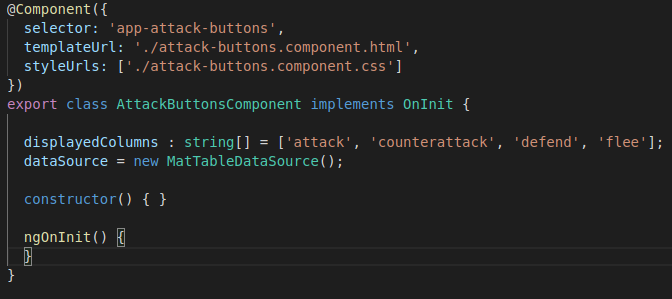 @Component({
  selector: 'app-attack-buttons',
  templateUrl: './attack-buttons.component.html',
  styleUrls: ['./attack-buttons.component.css']
})
export class AttackButtonsComponent implements OnInit {
  displayedColumns : string[] = ['attack', 'counterattack', 'defend', 'flee'];
  dataSource = new MatTableDataSource();
  constructor() { }
  ngOnInit() {
  }
}